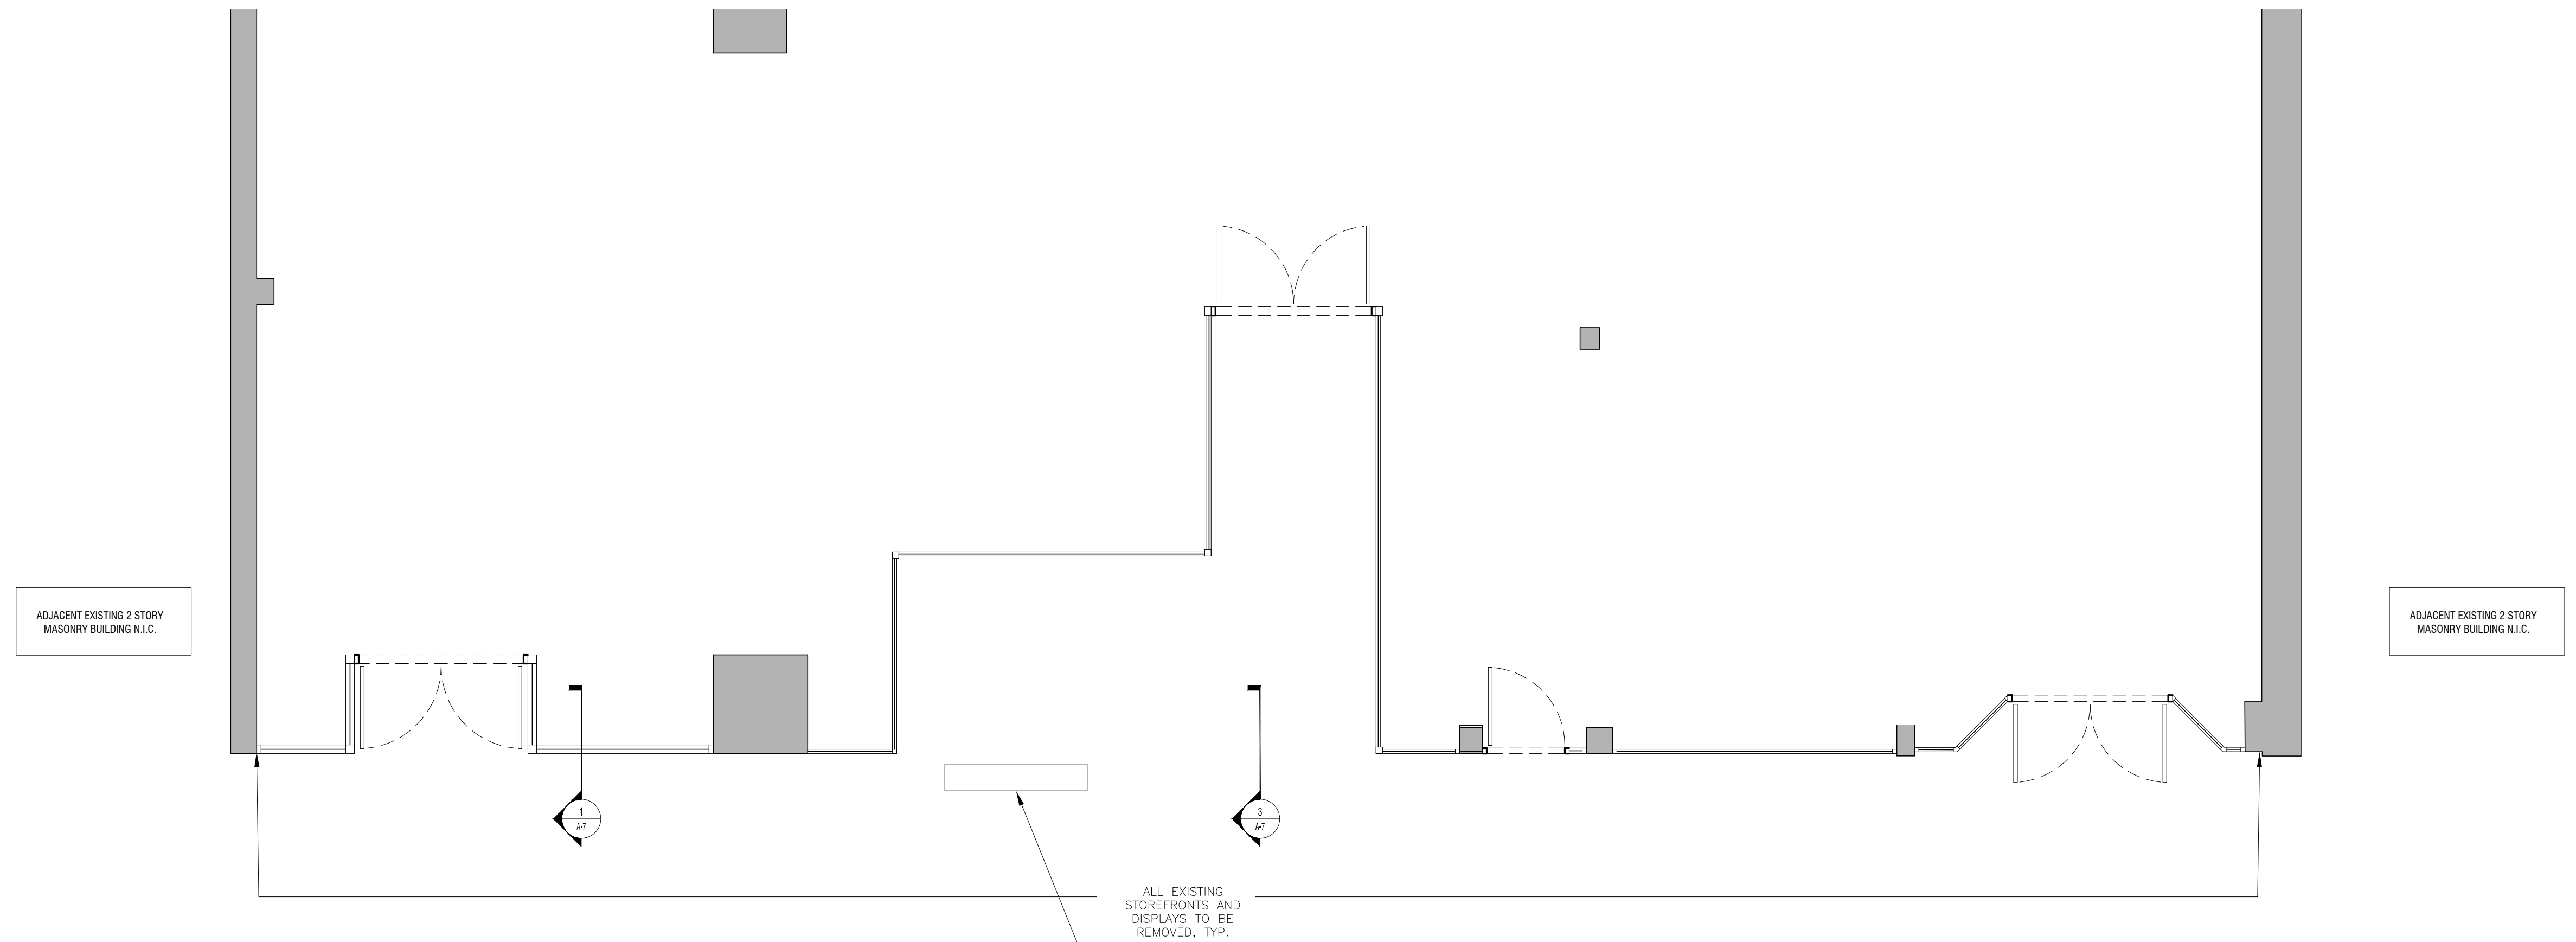 ADJACENT EXISTING 2 STORY
MASONRY BUILDING N.I.C.
ADJACENT EXISTING 2 STORY
MASONRY BUILDING N.I.C.
1
A-7
3
A-7
ALL EXISTING
STOREFRONTS AND
DISPLAYS TO BE
REMOVED, TYP.